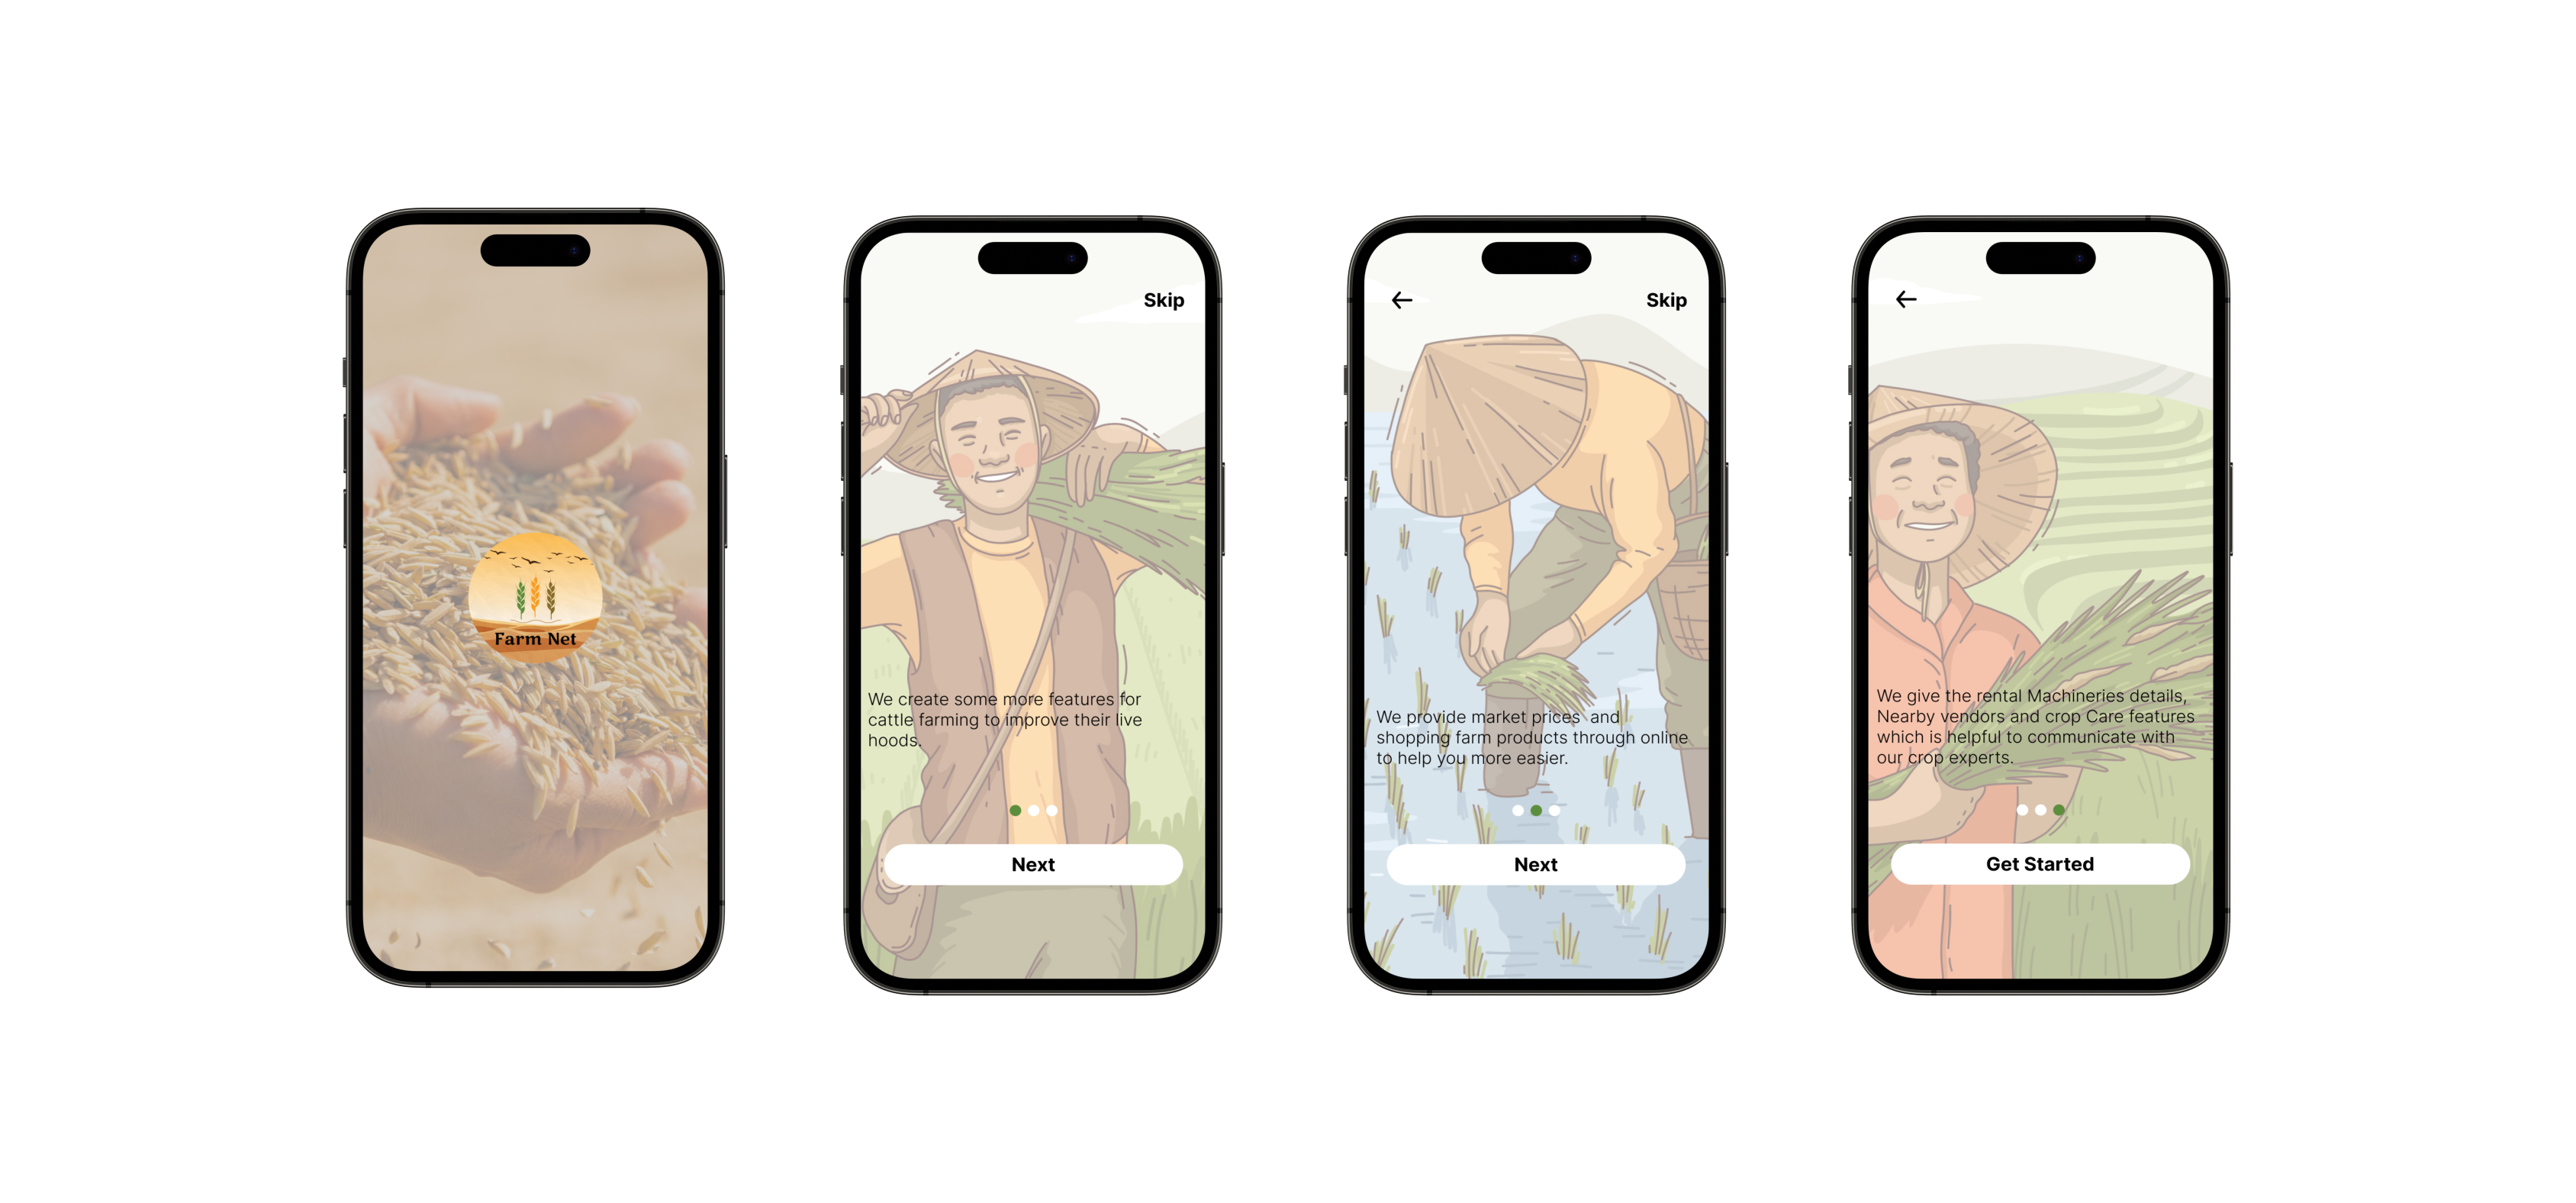 Farm Net
Skip
We create some more features for
cattle farming to improve their live
hoods.
Next
Skip
We provide market prices and
shopping farm products through online
to help you more easier.
Next
We give the rental Machineries details,
Nearby vendors and crop Care features
which is helpful to communicate with
our crop experts.
Get Started